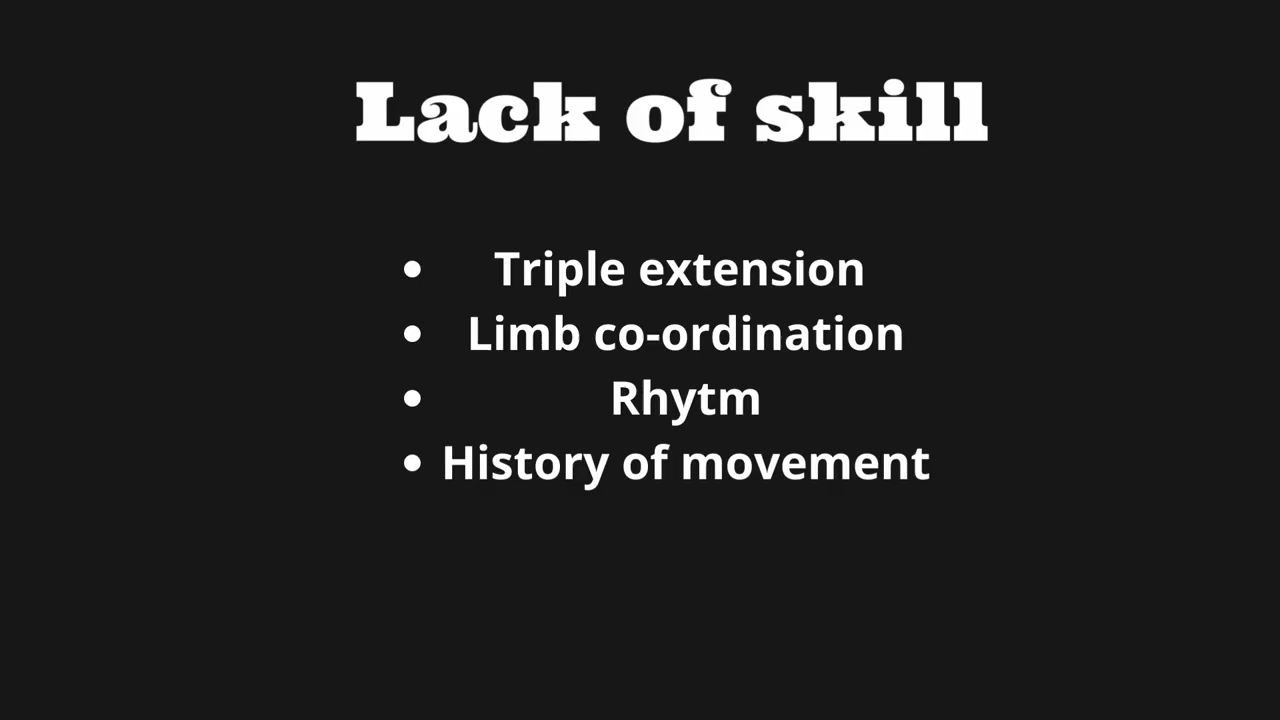 Lack of skill
• Triple extension
• Limb co-ordination
• Rhytm
• History of movement